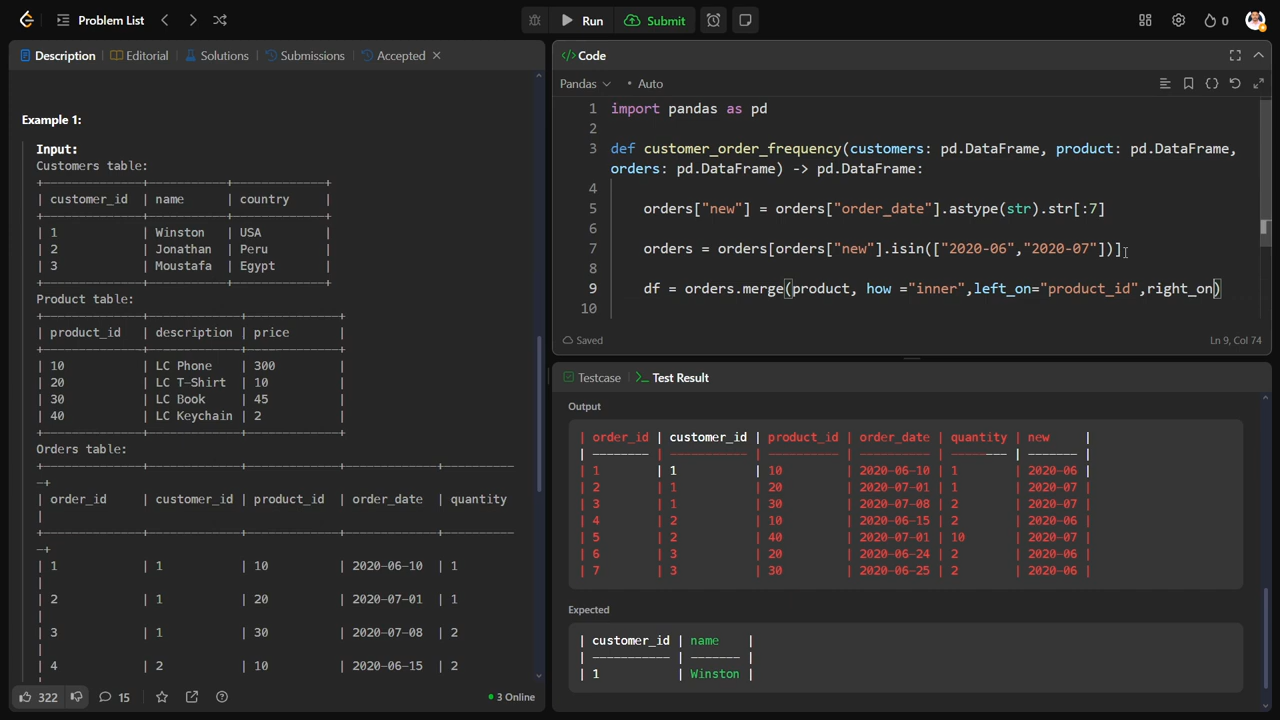 Problem List
Run
Submit
0
Description
Editorial
Solutions
Submissions
Accepted
Example 1:
Input:
Customers table:
| customer_id | name | country |
| 1 | Winston | USA
| 2 | Jonathan | Peru
| 3 | Moustafa | Egypt
Product table:
| product_id | description | price |
| 10 | LC Phone | 300
| 20 | LC T-Shirt | 10
| 30 | LC Book | 45
| 40 | LC Keychain | 2
Orders table:
| order_id | customer_id | product_id | order_date | quantity
|
| 1 | 1 | 10 | 2020-06-10 | 1
|
| 2 | 1 | 20 | 2020-07-01 | 1
|
| 3 | 1 | 30 | 2020-07-08 | 2
|
| 4 | 2 | 10 | 2020-06-15 | 2
322
15
3 Online
</> Code
Pandas
Auto
1 import pandas as pd
2
3 def customer_order_frequency(customers: pd.DataFrame, product: pd.DataFrame,
orders: pd.DataFrame) -> pd.DataFrame:
4
5 orders["new"] = orders["order_date"].astype(str).str[:7]
6
7 orders = orders[orders["new"].isin(["2020-06","2020-07"])]
8
9 df = orders.merge(product, how ="inner",left_on="product_id",right_on)
10
Saved
Ln 9, Col 74
Testcase
Test Result
Output
| order_id | customer_id | product_id | order_date | quantity | new |
| -------- | ----------- | ---------- | ---------- | -------- | ------- |
| 1 | 1 | 10 | 2020-06-10 | 1 | 2020-06 |
| 2 | 1 | 20 | 2020-07-01 | 1 | 2020-07 |
| 3 | 1 | 30 | 2020-07-08 | 2 | 2020-07 |
| 4 | 2 | 10 | 2020-06-15 | 2 | 2020-06 |
| 5 | 2 | 40 | 2020-07-01 | 10 | 2020-07 |
| 6 | 3 | 20 | 2020-06-24 | 2 | 2020-06 |
| 7 | 3 | 30 | 2020-06-25 | 2 | 2020-06 |
Expected
| customer_id | name |
| ----------- | ------- |
| 1 | Winston |